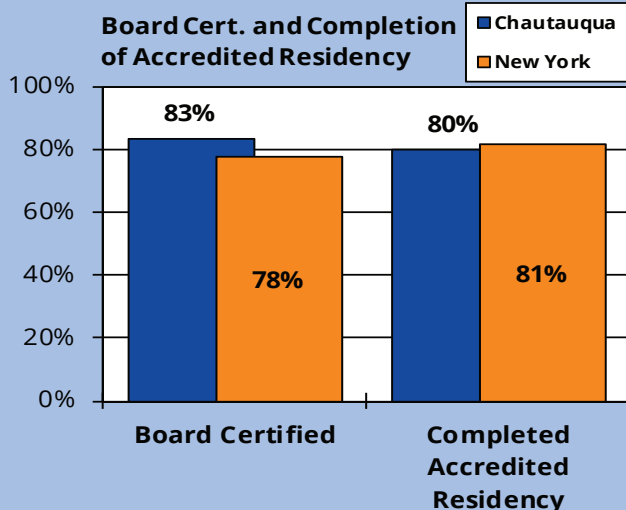 Board Cert. and Completion
of Accredited Residency
Chautauqua
New York
100%
80%
60%
40%
20%
0%
83%
78%
80%
81%
Board Certified
Completed
Accredited
Residency